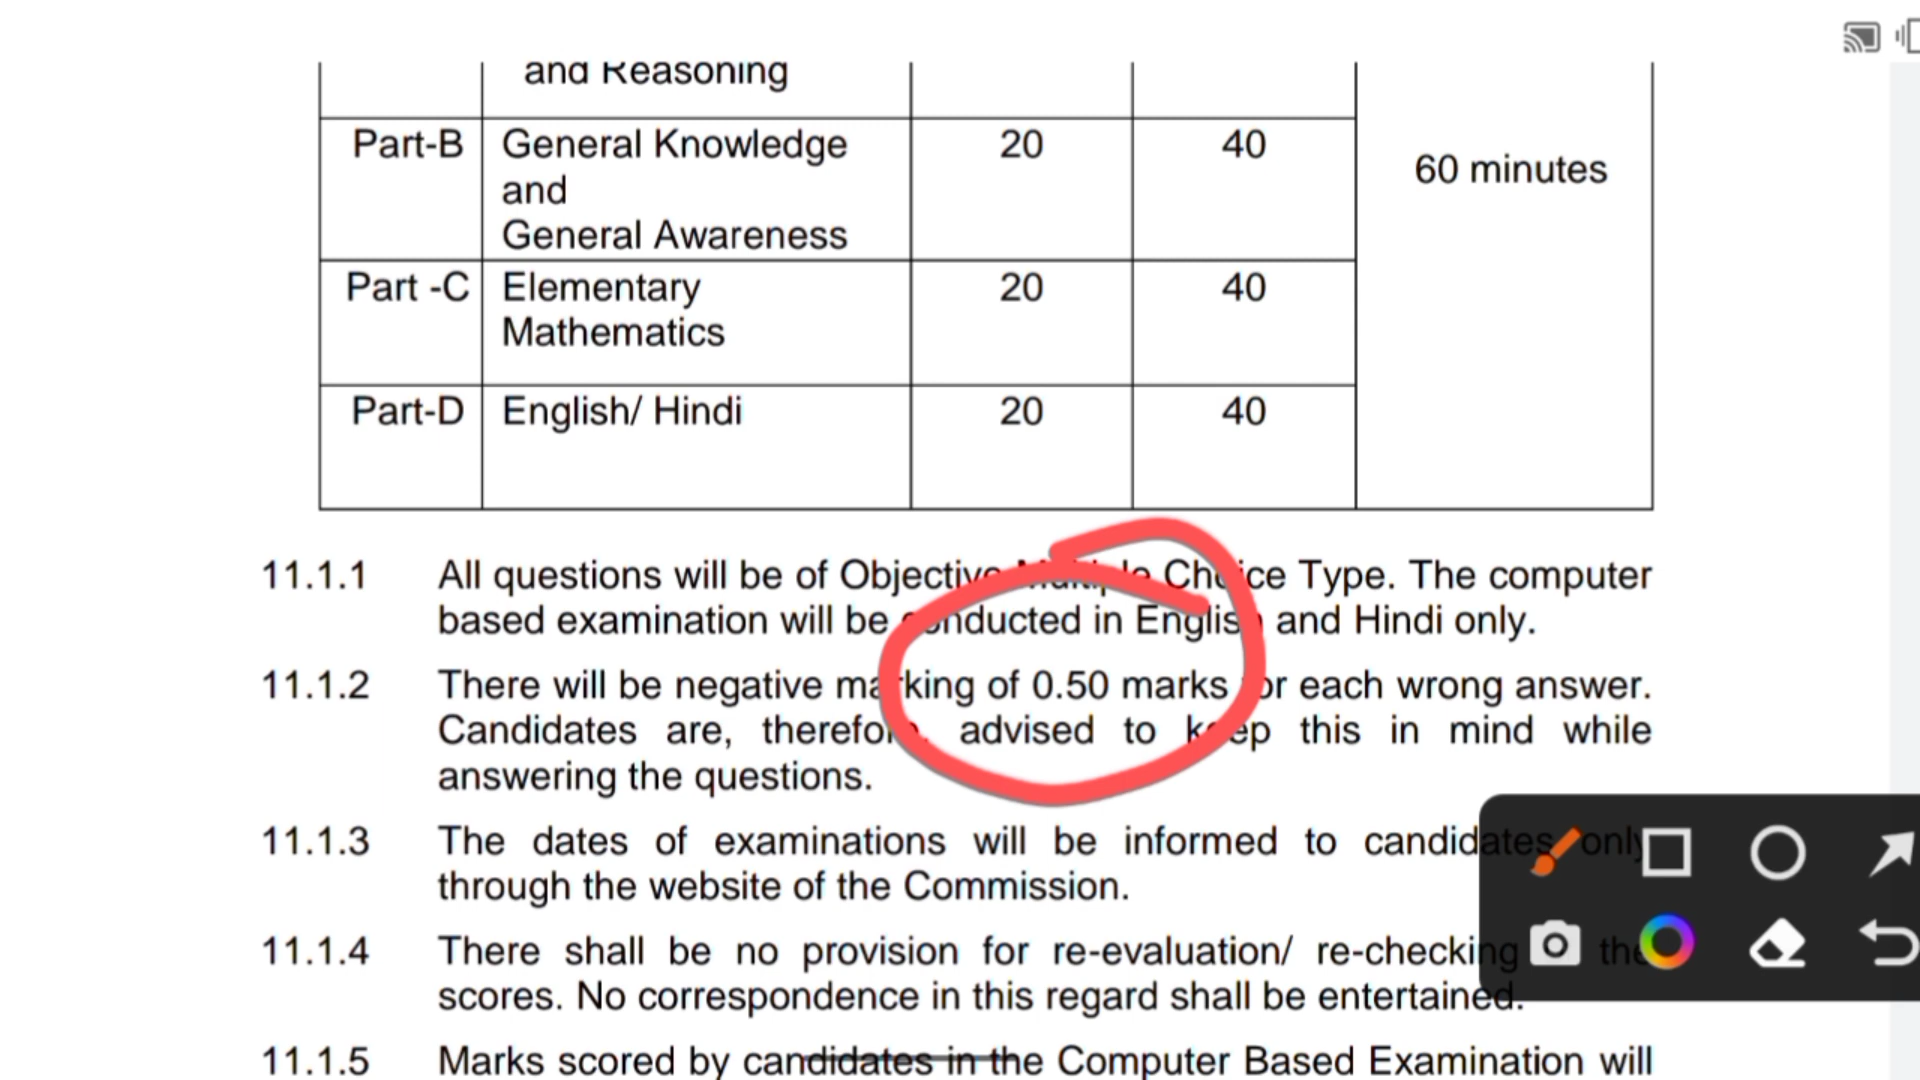 and Reasoning
Part-B General Knowledge 20 40
60 minutes
and
General Awareness
Part -C Elementary 20 40
Mathematics
Part-D English/ Hindi 20 40
11.1.1 All questions will be of Objective Multiple Choice Type. The computer
based examination will be conducted in English and Hindi only.
11.1.2 There will be negative marking of 0.50 marks for each wrong answer.
Candidates are, therefore, advised to keep this in mind while
answering the questions.
11.1.3 The dates of examinations will be informed to candidates only
through the website of the Commission.
11.1.4 There shall be no provision for re-evaluation/ re-checking the
scores. No correspondence in this regard shall be entertained.
11.1.5 Marks scored by candidates in the Computer Based Examination will